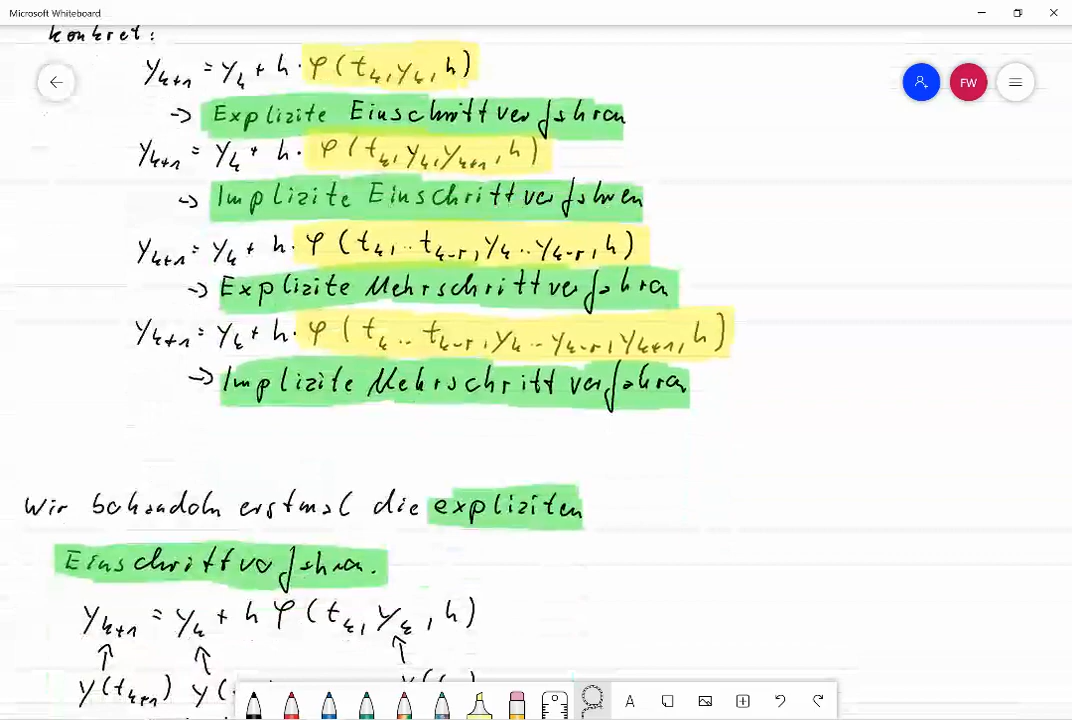 Microsoft Whiteboard
konkret:
y_{k+1} = y_k + h · φ(t_k, y_k, h)
FW
→ Explizite Einschrittverfahren
y_{k+1} = y_k + h · φ(t_k, y_k, y_{k+1}, h)
→ Implizite Einschrittverfahren
y_{k+1} = y_k + h · φ(t_k, .. t_{k-r}, y_k .. y_{k-r}, h)
→ Explizite Mehrschrittverfahren
y_{k+1} = y_k + h · φ(t_k .. t_{k-r}, y_k .. y_{k-r}, y_{k+1}, h)
→ Implizite Mehrschrittverfahren
Wir behandeln erstmal die expliziten
Einschrittverfahren.
y_{k+1} = y_k + h φ(t_k, y_k, h)
↑ ↑ ↑
y(t_{k+1}) y(
A